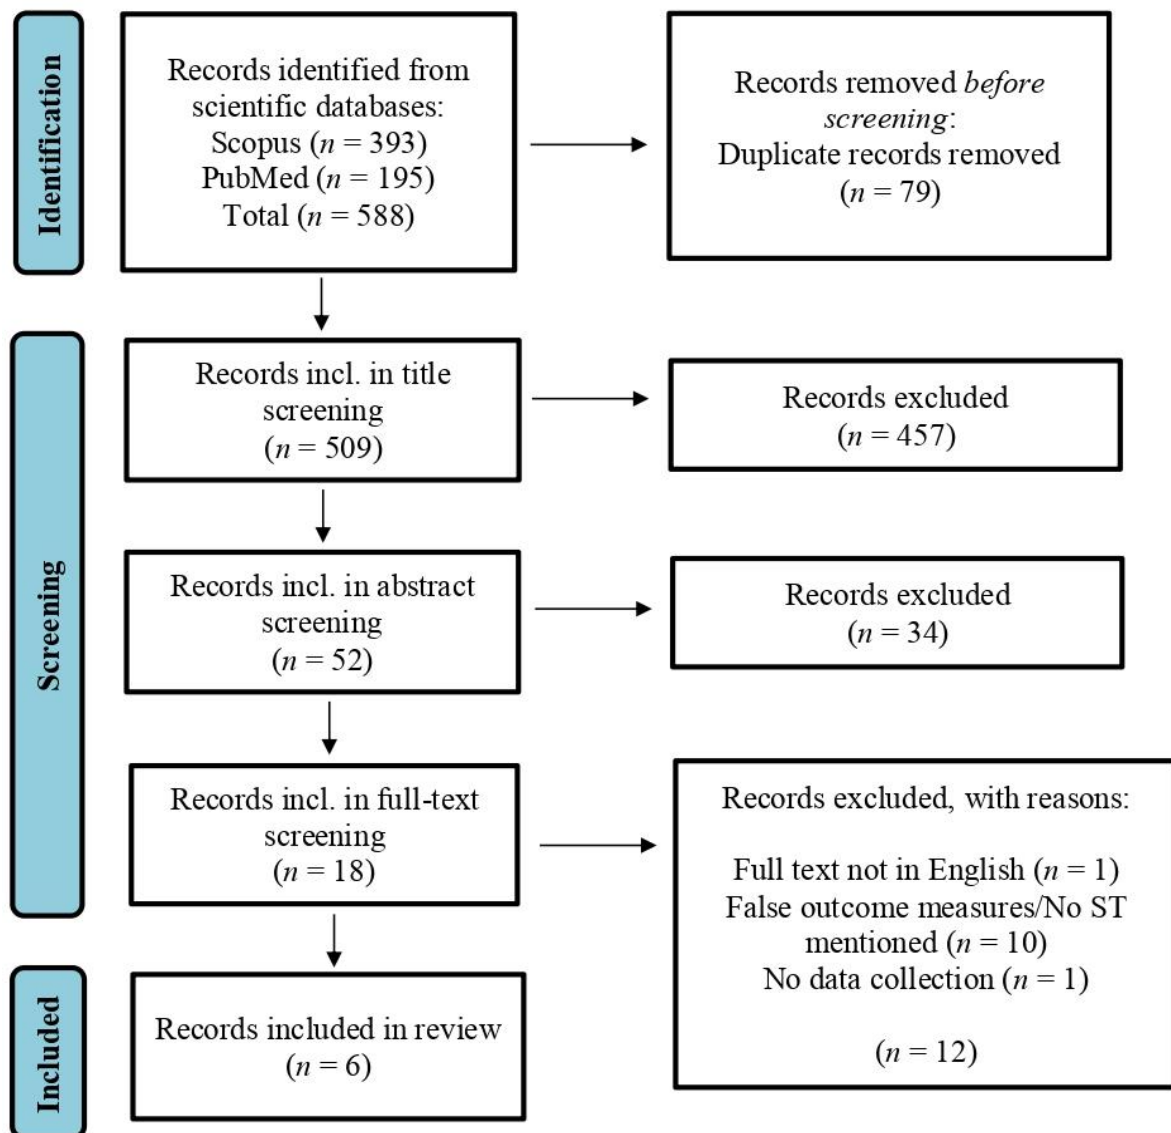 Identification
Records identified from
scientific databases:
Scopus (n = 393)
PubMed (n = 195)
Total (n = 588)
Records removed before
screening:
Duplicate records removed
(n = 79)
Screening
Records incl. in title
screening
(n = 509)
Records excluded
(n = 457)
Records incl. in abstract
screening
(n = 52)
Records excluded
(n = 34)
Records incl. in full-text
screening
(n = 18)
Records excluded, with reasons:
Full text not in English (n = 1)
False outcome measures/No ST
mentioned (n = 10)
No data collection (n = 1)
(n = 12)
Included
Records included in review
(n = 6)